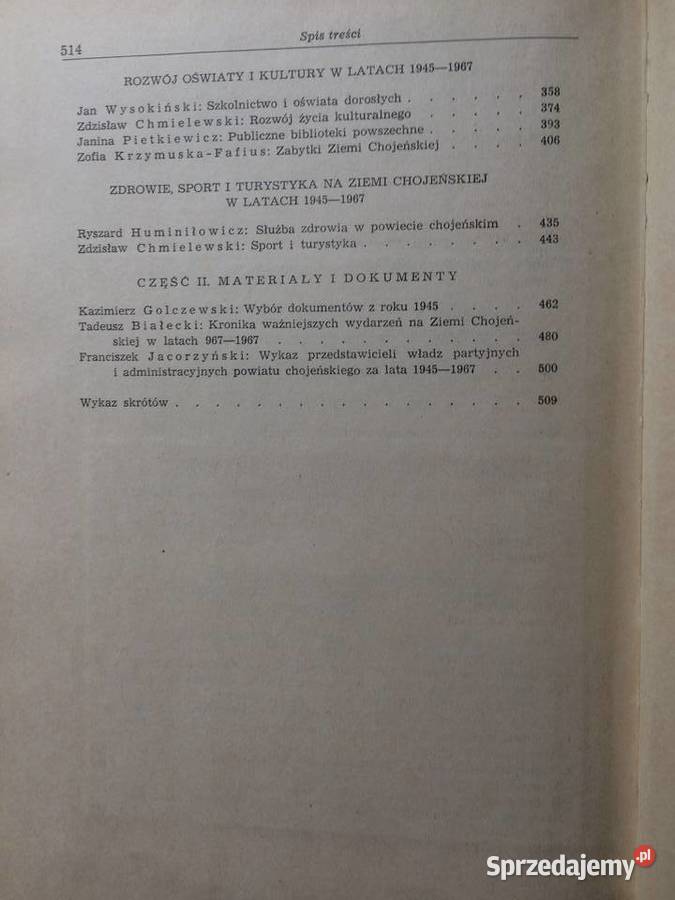 514 Spis treści
ROZWÓJ OŚWIATY I KULTURY W LATACH 1945—1967
Jan Wysokiński: Szkolnictwo i oświata dorosłych . . . . . . 358
Zdzisław Chmielewski: Rozwój życia kulturalnego . . . . . 374
Janina Pietkiewicz: Publiczne biblioteki powszechne . . . . . 393
Zofia Krzymuska-Fafius: Zabytki Ziemi Chojeńskiej . . . . 406
ZDROWIE, SPORT I TURYSTYKA NA ZIEMI CHOJEŃSKIEJ
W LATACH 1945—1967
Ryszard Huminiłowicz: Służba zdrowia w powiecie chojeńskim . 435
Zdzisław Chmielewski: Sport i turystyka . . . . . . . . 443
CZĘŚĆ II. MATERIAŁY I DOKUMENTY
Kazimierz Golczewski: Wybór dokumentów z roku 1945 . . . . 462
Tadeusz Białecki: Kronika ważniejszych wydarzeń na Ziemi Chojeń-
skiej w latach 967—1967 . . . . . . . . . . . 480
Franciszek Jacorzyński: Wykaz przedstawicieli władz partyjnych
i administracyjnych powiatu chojeńskiego za lata 1945—1967 . . 500
Wykaz skrótów . . . . . . . . . . . . . . . . 509
Sprzedajemy.pl